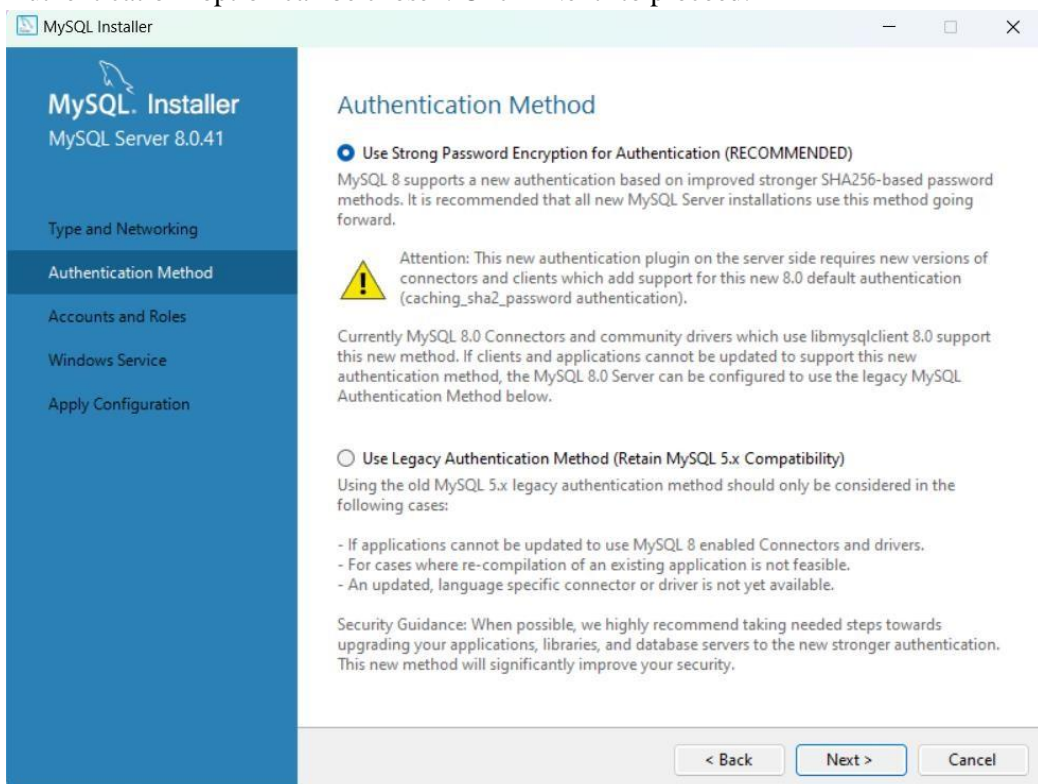 MySQL Installer
MySQL. Installer
MySQL Server 8.0.41
Type and Networking
Authentication Method
Accounts and Roles
Windows Service
Apply Configuration
Authentication Method
Use Strong Password Encryption for Authentication (RECOMMENDED)
MySQL 8 supports a new authentication based on improved stronger SHA256-based password
methods. It is recommended that all new MySQL Server installations use this method going
forward.
Attention: This new authentication plugin on the server side requires new versions of
connectors and clients which add support for this new 8.0 default authentication
(caching_sha2_password authentication).
Currently MySQL 8.0 Connectors and community drivers which use libmysqlclient 8.0 support
this new method. If clients and applications cannot be updated to support this new
authentication method, the MySQL 8.0 Server can be configured to use the legacy MySQL
Authentication Method below.
Use Legacy Authentication Method (Retain MySQL 5.x Compatibility)
Using the old MySQL 5.x legacy authentication method should only be considered in the
following cases:
- If applications cannot be updated to use MySQL 8 enabled Connectors and drivers.
- For cases where re-compilation of an existing application is not feasible.
- An updated, language specific connector or driver is not yet available.
Security Guidance: When possible, we highly recommend taking needed steps towards
upgrading your applications, libraries, and database servers to the new stronger authentication.
This new method will significantly improve your security.
< Back
Next >
Cancel